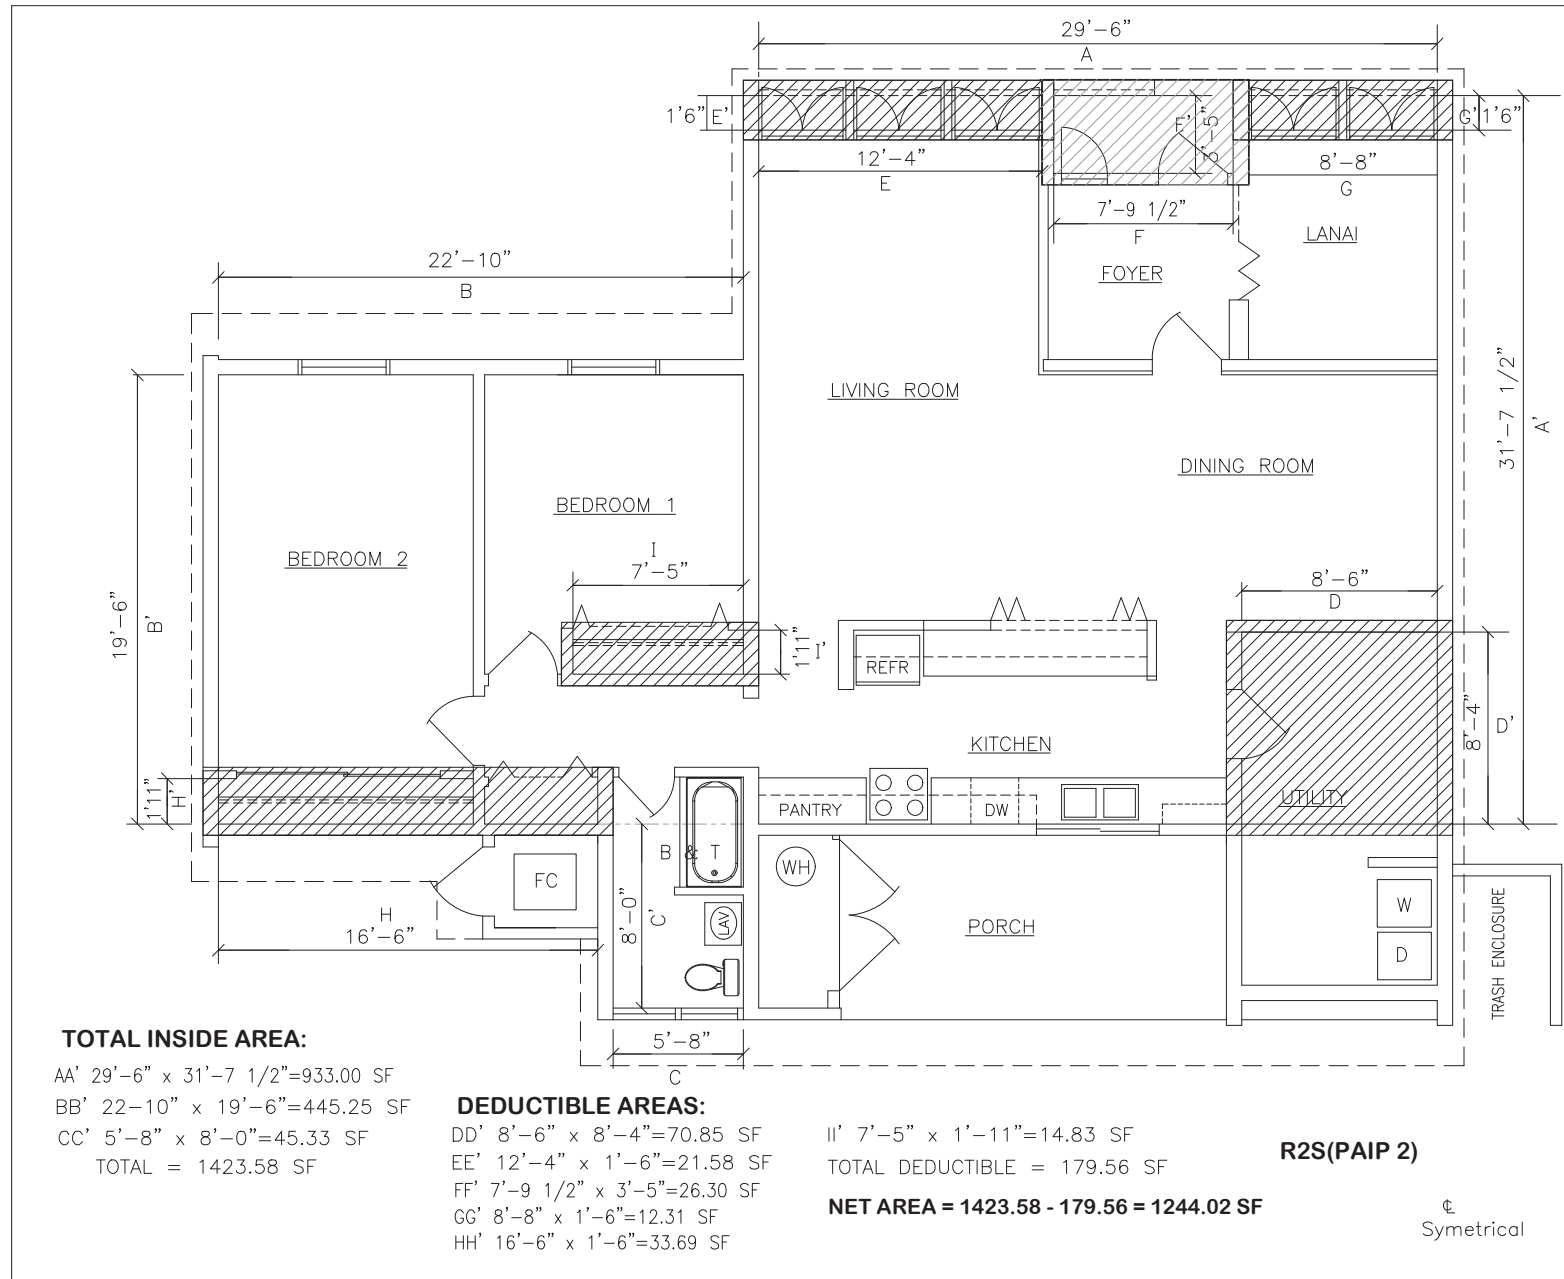 29'-6"
A
1'6"
E'
F'
3'-5"
G'
1'6"
12'-4"
E
8'-8"
G
7'-9 1/2"
F
LANAI
FOYER
22'-10"
B
31'-7 1/2"
A'
LIVING ROOM
DINING ROOM
BEDROOM 1
BEDROOM 2
I
7'-5"
8'-6"
D
19'-6"
B'
1'11"
I'
REFR
8'-4"
D'
KITCHEN
1'11"
H'
PANTRY
DW
UTILITY
B & T
WH
FC
8'-0"
C'
LAV
H
16'-6"
PORCH
W
D
TRASH ENCLOSURE
5'-8"
C
TOTAL INSIDE AREA:
AA' 29'-6" x 31'-7 1/2"=933.00 SF
BB' 22-10" x 19'-6"=445.25 SF
CC' 5'-8" x 8'-0"=45.33 SF
TOTAL = 1423.58 SF
DEDUCTIBLE AREAS:
DD' 8'-6" x 8'-4"=70.85 SF
EE' 12'-4" x 1'-6"=21.58 SF
FF' 7'-9 1/2" x 3'-5"=26.30 SF
GG' 8'-8" x 1'-6"=12.31 SF
HH' 16'-6" x 1'-6"=33.69 SF
II' 7'-5" x 1'-11"=14.83 SF
TOTAL DEDUCTIBLE = 179.56 SF
NET AREA = 1423.58 - 179.56 = 1244.02 SF
R2S(PAIP 2)
℄
Symetrical